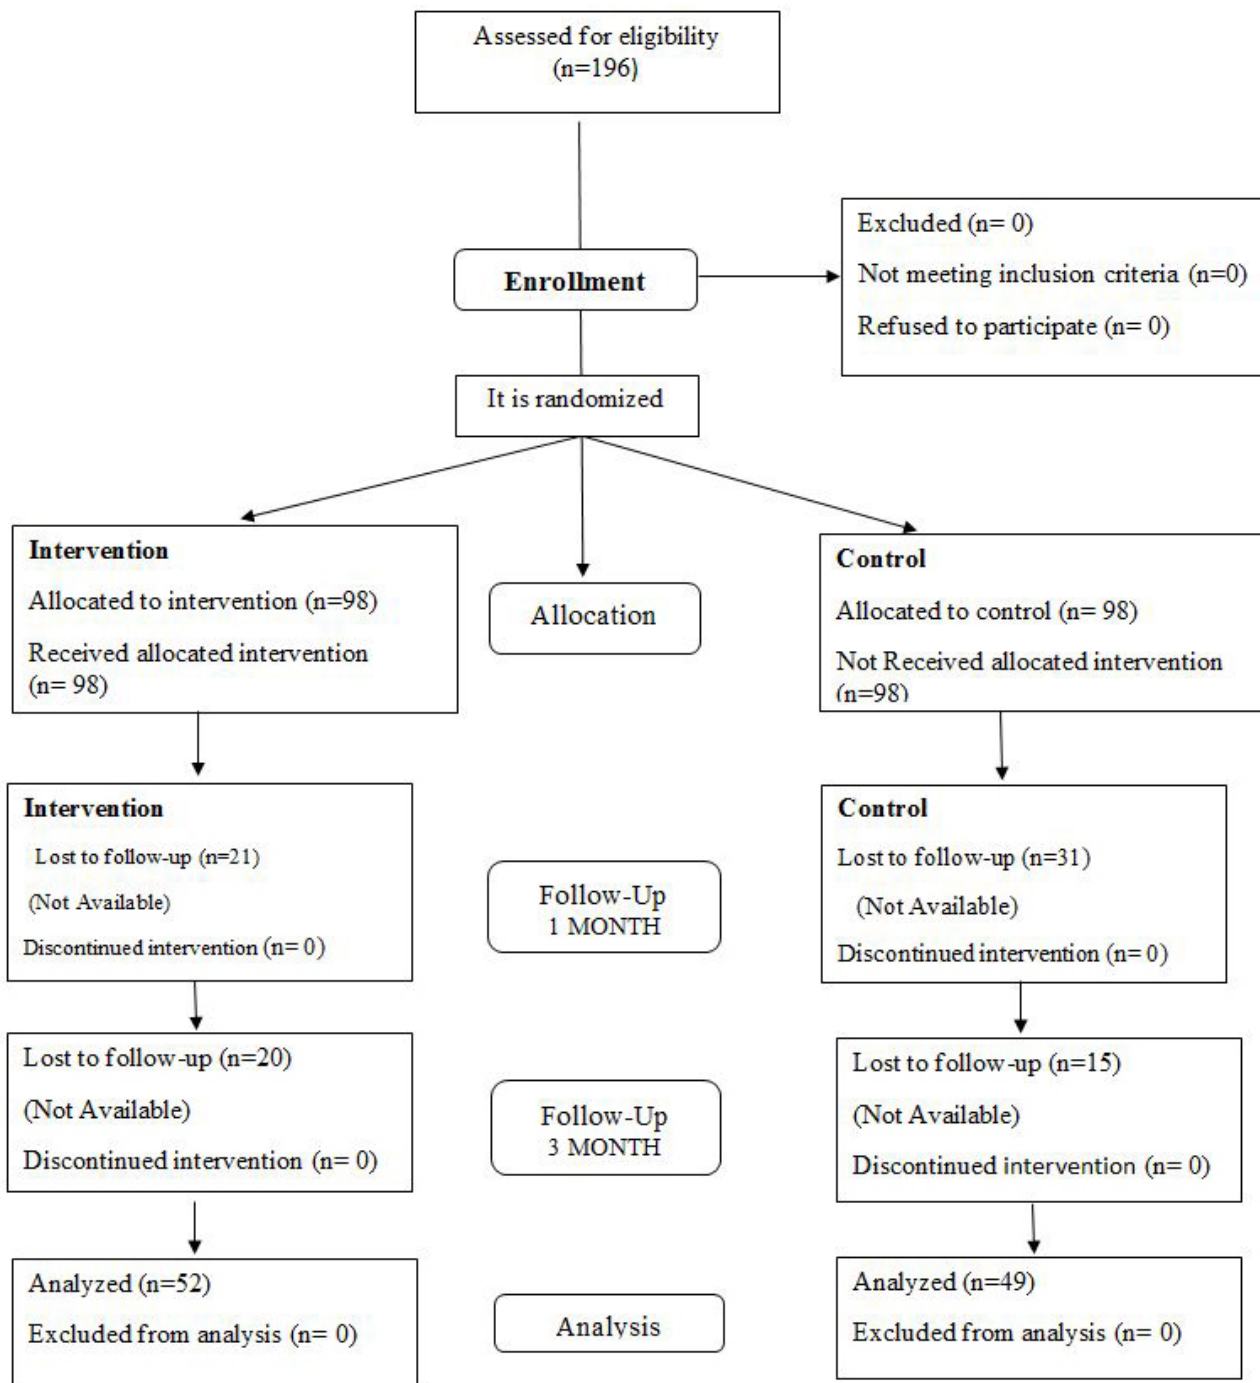 Assessed for eligibility
(n=196)
Excluded (n= 0)
Not meeting inclusion criteria (n=0)
Refused to participate (n= 0)
Enrollment
It is randomized
Intervention
Allocated to intervention (n=98)
Received allocated intervention
(n= 98)
Allocation
Control
Allocated to control (n= 98)
Not Received allocated intervention
(n=98)
Intervention
Lost to follow-up (n=21)
(Not Available)
Discontinued intervention (n= 0)
Follow-Up
1 MONTH
Control
Lost to follow-up (n=31)
(Not Available)
Discontinued intervention (n= 0)
Lost to follow-up (n=20)
(Not Available)
Discontinued intervention (n= 0)
Follow-Up
3 MONTH
Lost to follow-up (n=15)
(Not Available)
Discontinued intervention (n= 0)
Analyzed (n=52)
Excluded from analysis (n= 0)
Analysis
Analyzed (n=49)
Excluded from analysis (n= 0)